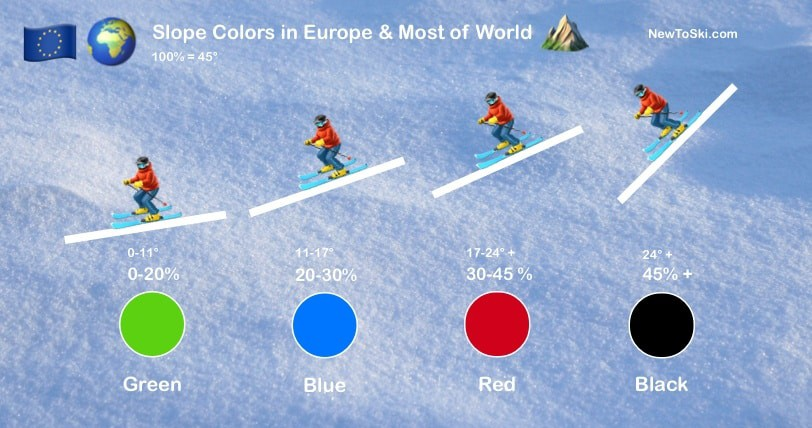 Slope Colors in Europe & Most of World
NewToSki.com
100% = 45°
0-11°
11-17°
17-24° +
24° +
0-20%
20-30%
30-45 %
45% +
Green
Blue
Red
Black